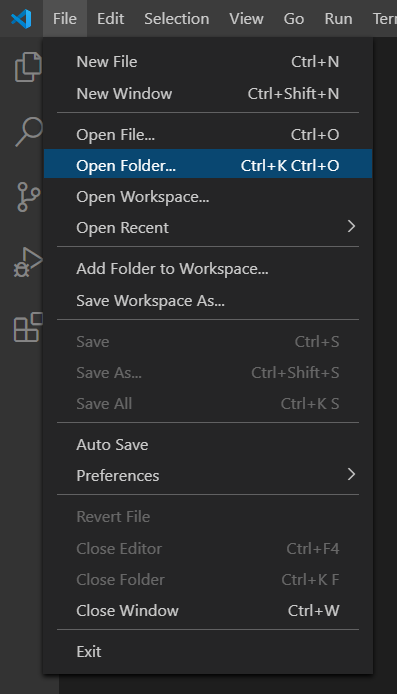 File Edit Selection View Go Run Ter
New File Ctrl+N
New Window Ctrl+Shift+N
Open File... Ctrl+O
Open Folder... Ctrl+K Ctrl+O
Open Workspace...
Open Recent
Add Folder to Workspace...
Save Workspace As...
Save Ctrl+S
Save As... Ctrl+Shift+S
Save All Ctrl+K S
Auto Save
Preferences
Revert File
Close Editor Ctrl+F4
Close Folder Ctrl+K F
Close Window Ctrl+W
Exit